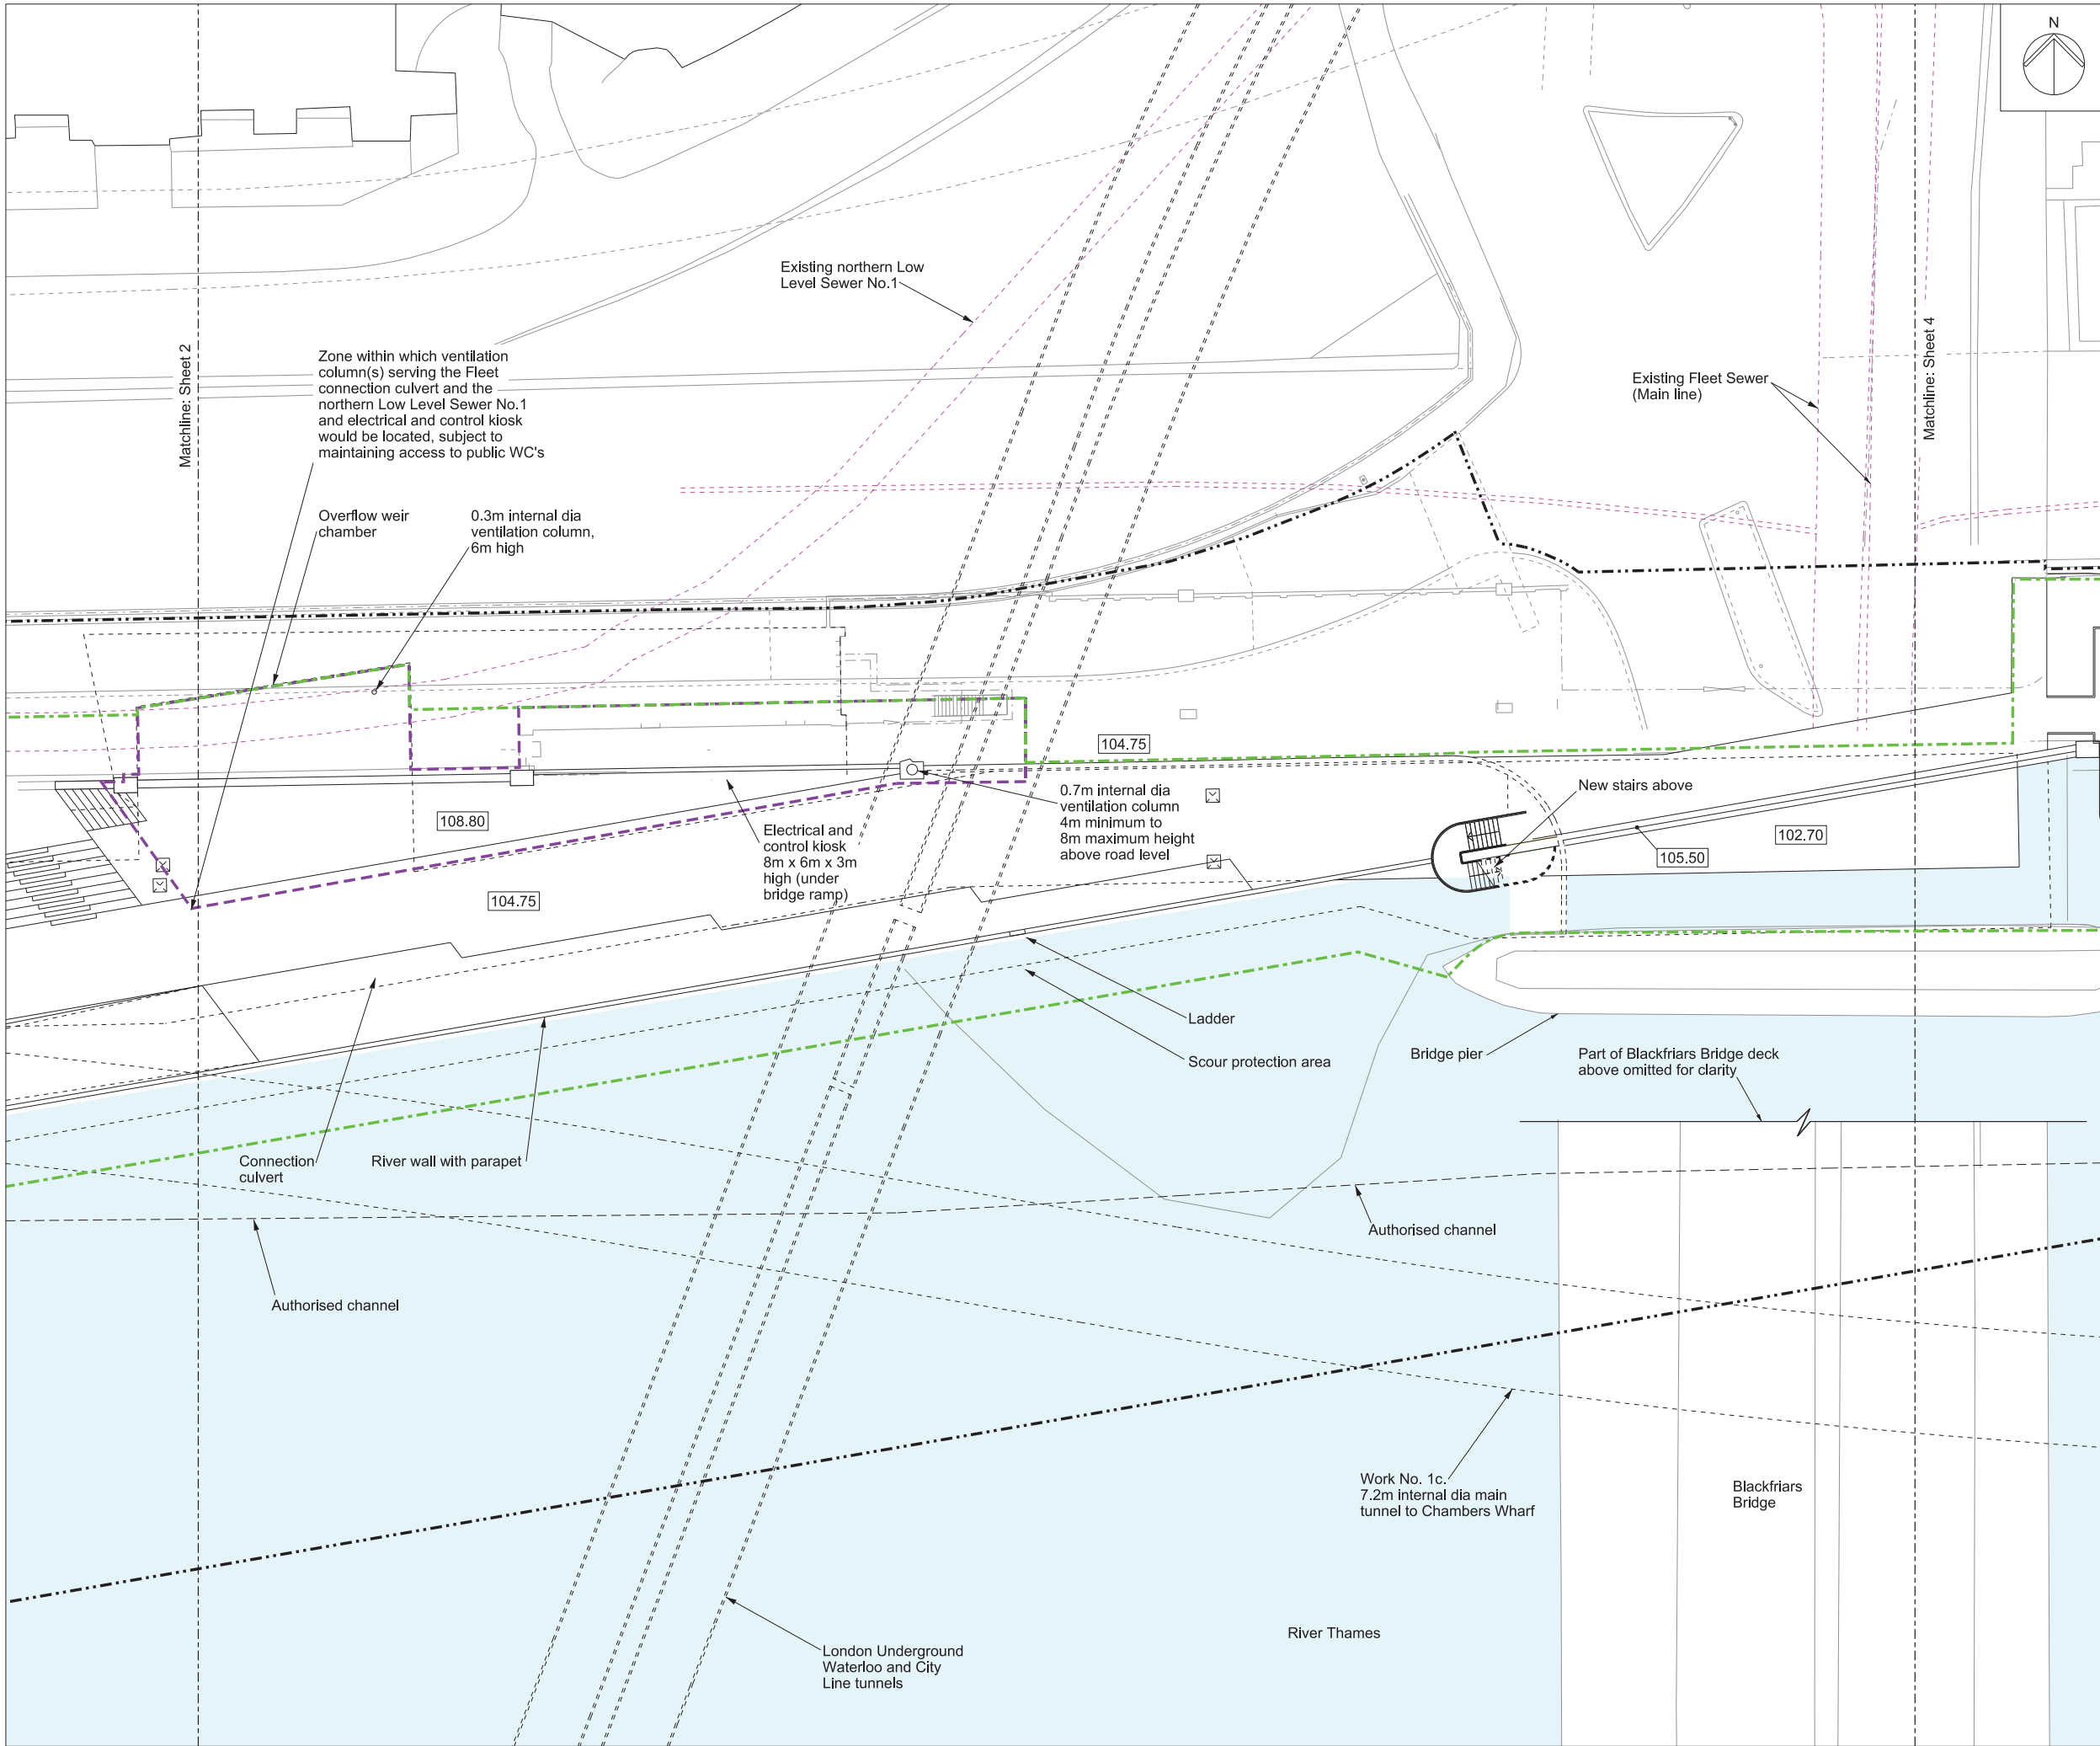 N
Existing northern Low
Level Sewer No.1
Matchline: Sheet 2
Zone within which ventilation
column(s) serving the Fleet
connection culvert and the
northern Low Level Sewer No.1
and electrical and control kiosk
would be located, subject to
maintaining access to public WC's
Matchline: Sheet 4
Existing Fleet Sewer
(Main line)
Overflow weir
chamber
0.3m internal dia
ventilation column,
6m high
104.75
New stairs above
0.7m internal dia
ventilation column
4m minimum to
8m maximum height
above road level
108.80
Electrical and
control kiosk
8m x 6m x 3m
high (under
bridge ramp)
102.70
105.50
104.75
Ladder
Scour protection area
Bridge pier
Part of Blackfriars Bridge deck
above omitted for clarity
Connection
culvert
River wall with parapet
Authorised channel
Authorised channel
Work No. 1c.
7.2m internal dia main
tunnel to Chambers Wharf
Blackfriars
Bridge
River Thames
London Underground
Waterloo and City
Line tunnels